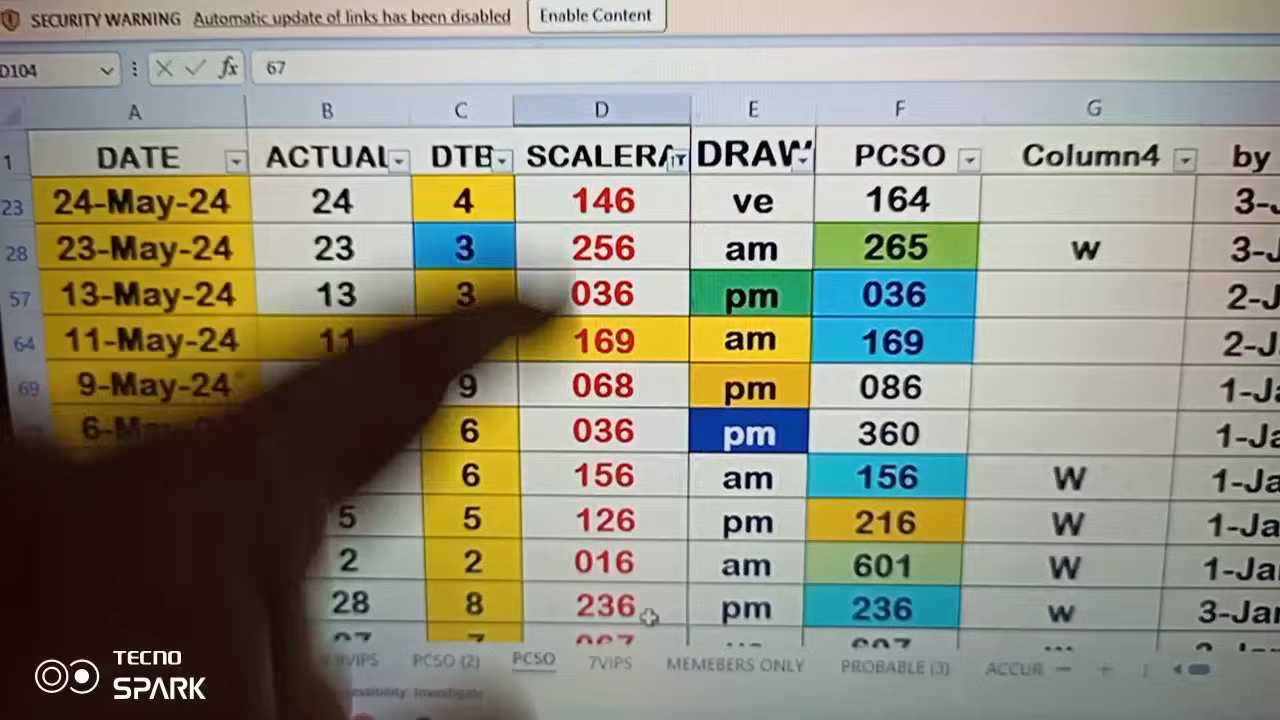 SECURITY WARNING Automatic update of links has been disabled Enable Content
D104 fx 67
A B C D E F G
1 DATE ACTUAL DTB SCALERA DRAW PCSO Column4 by
23 24-May-24 24 4 146 ve 164 3-J
28 23-May-24 23 3 256 am 265 w 3-J
57 13-May-24 13 3 036 pm 036 2-J
64 11-May-24 11 169 am 169 2-J
69 9-May-24 9 068 pm 086 1-Ja
6 036 pm 360 1-Ja
6 156 am 156 W 1-Ja
5 5 126 pm 216 W 1-Ja
2 2 016 am 601 W 1-Ja
28 8 236 pm 236 w 3-Jan
PCSO (2) PCSO 7VIPS MEMEBERS ONLY PROBABLE (3) ACCUR
TECNO
SPARK